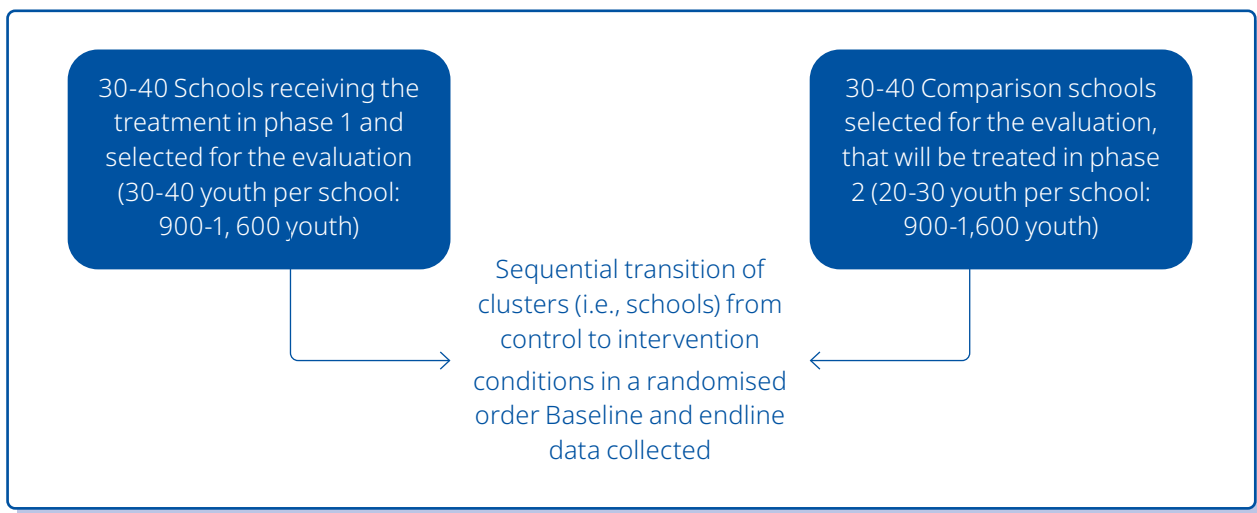 30-40 Schools receiving the
treatment in phase 1 and
selected for the evaluation
(30-40 youth per school:
900-1, 600 youth)
30-40 Comparison schools
selected for the evaluation,
that will be treated in phase
2 (20-30 youth per school:
900-1,600 youth)
Sequential transition of
clusters (i.e., schools) from
control to intervention
conditions in a randomised
order Baseline and endline
data collected